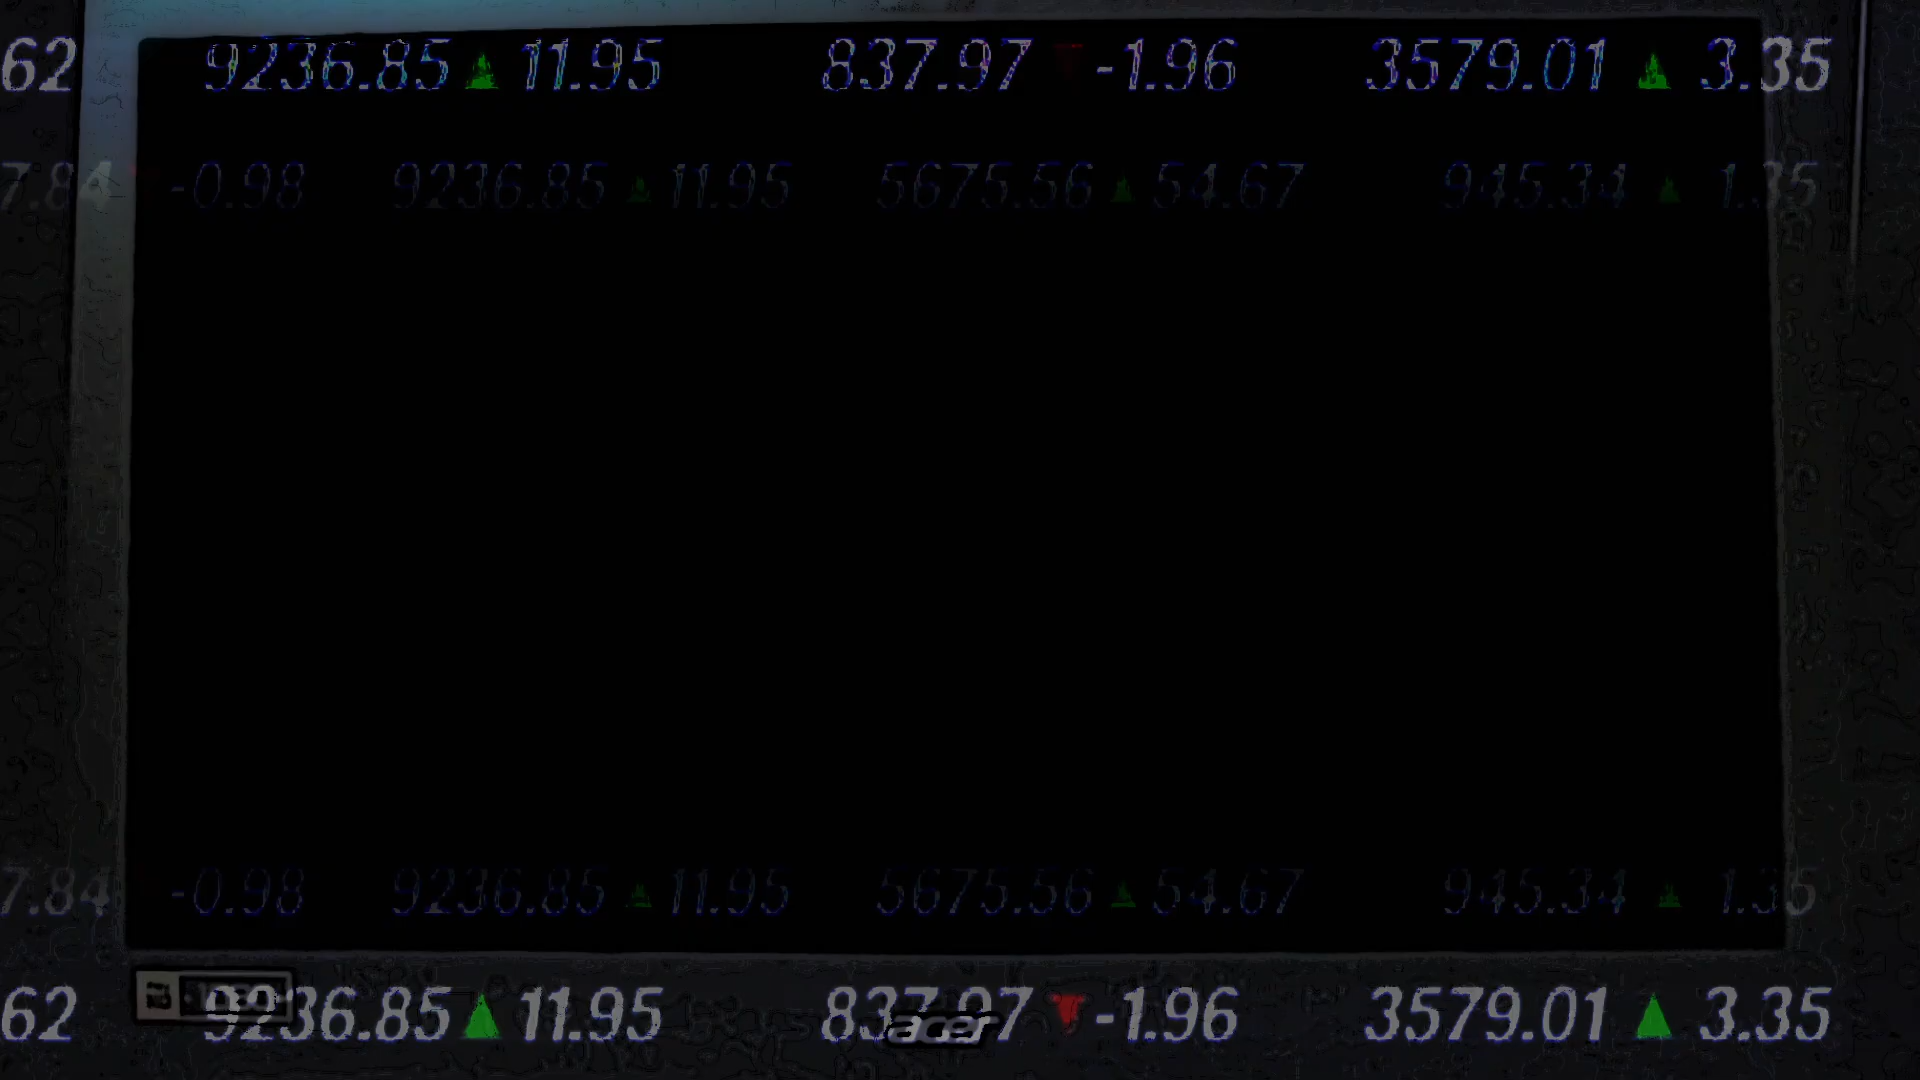 62 9236.85 ▲ 11.95 837.97 ▼ -1.96 3579.01 ▲ 3.35
7.84 -0.98 9236.85 ▲ 11.95 5675.56 ▲ 54.67 945.34 ▲ 1.35
7.84 -0.98 9236.85 ▲ 11.95 5675.56 ▲ 54.67 945.34 ▲ 1.35
62 9236.85 ▲ 11.95 837.97 ▼ -1.96 3579.01 ▲ 3.35
acer